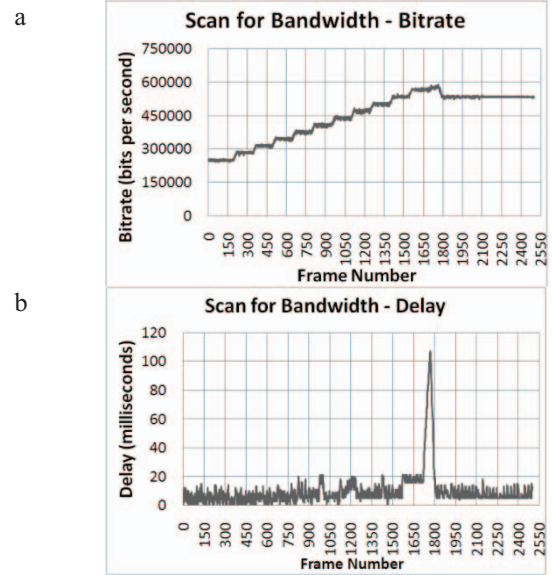 a
Scan for Bandwidth - Bitrate
750000
600000
450000
300000
150000
0
Bitrate (bits per second)
0 150 300 450 600 750 900 1050 1200 1350 1500 1650 1800 1950 2100 2250 2400 2550
Frame Number
b
Scan for Bandwidth - Delay
120
100
80
60
40
20
0
Delay (milliseconds)
0 150 300 450 600 750 900 1050 1200 1350 1500 1650 1800 1950 2100 2250 2400 2550
Frame Number